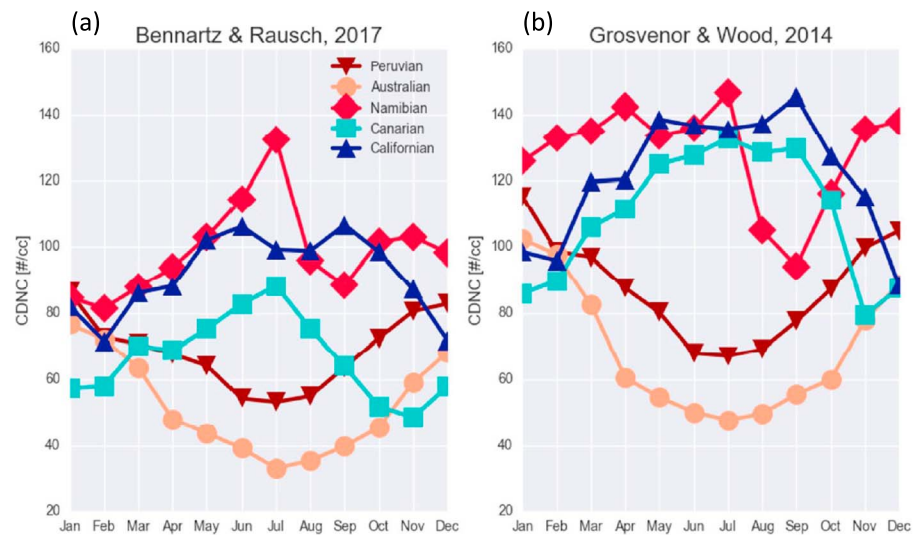 (a)
Bennartz & Rausch, 2017
160
140
120
100
80
60
40
20
CDNC [#/cc]
Peruvian
Australian
Namibian
Canarian
Californian
Jan Feb Mar Apr May Jun Jul Aug Sep Oct Nov Dec
(b)
Grosvenor & Wood, 2014
160
140
120
100
80
60
40
20
CDNC [#/cc]
Jan Feb Mar Apr May Jun Jul Aug Sep Oct Nov Dec